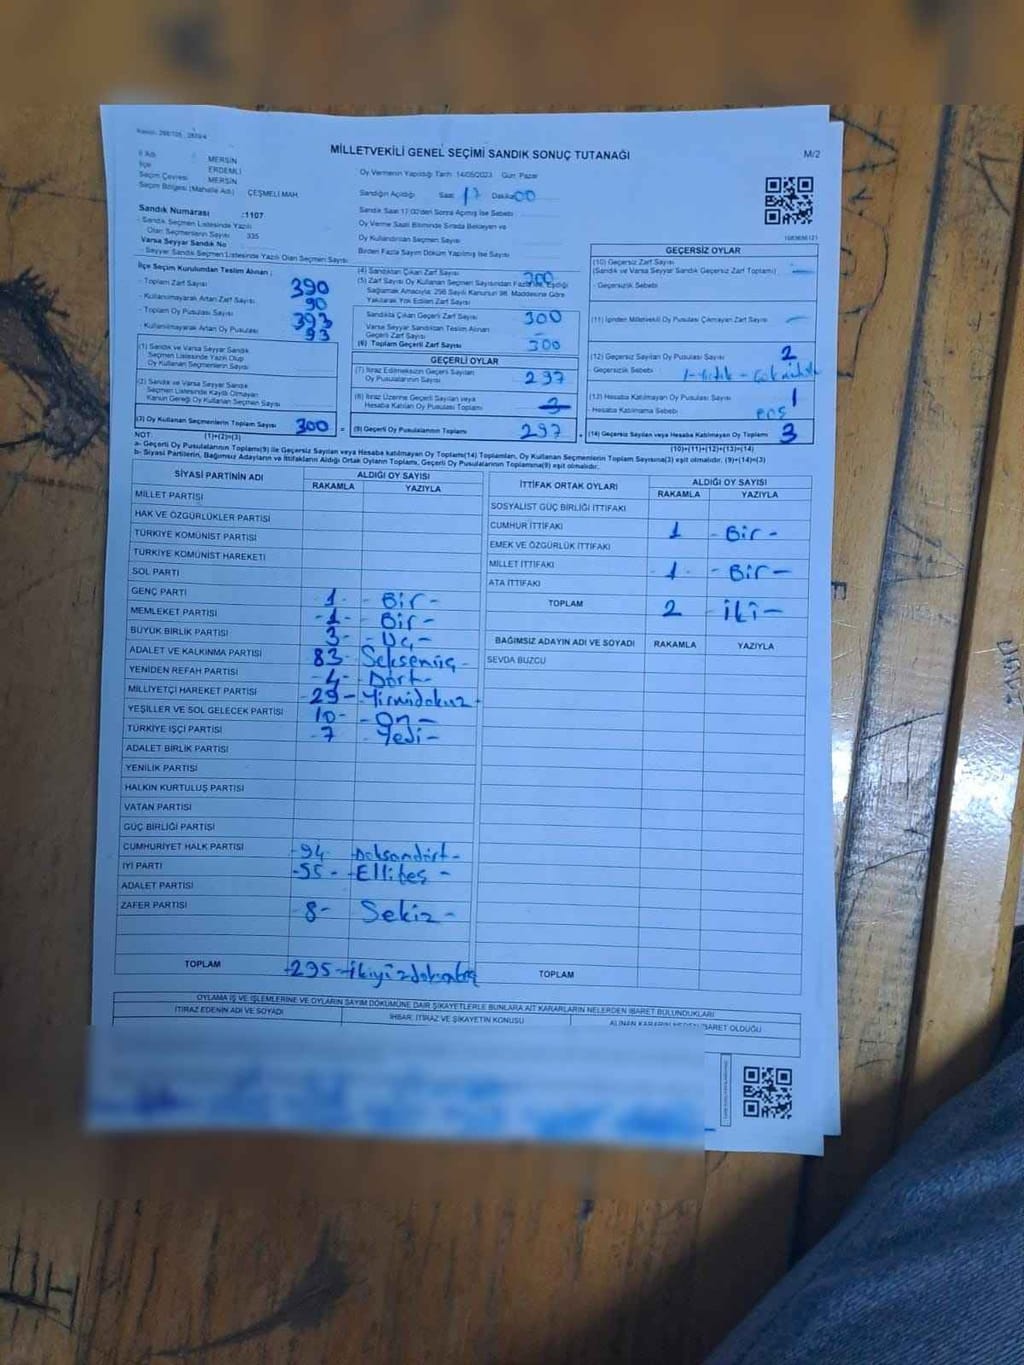 MİLLETVEKİLİ GENEL SEÇİMİ SANDIK SONUÇ TUTANAĞI
M/2
İl Adı : MERSİN
İlçe ERDEMLİ
Seçim Çevresi MERSİN
Seçim Bölgesi (Mahalle Adı) : ÇEŞMELİ MAH.
Oy Vermenin Yapıldığı Tarih: 14/05/2023 Gün: Pazar
Sandığın Açıldığı Saat 17 Dakika 00
Sandık Saat 17:00'den Sonra Açılmış İse Sebebi
Oy Verme Saati Bitiminde Sırada Bekleyen ve
Oy Kullandırılan Seçmen Sayısı
Birden Fazla Sayım Döküm Yapılmış İse Sayısı
Sandık Numarası :1107
- Sandık Seçmen Listesinde Yazılı
Olan Seçmenlerin Sayısı 335
Varsa Seyyar Sandık No
- Seyyar Sandık Seçmen Listesinde Yazılı Olan Seçmen Sayısı
İlçe Seçim Kurulundan Teslim Alınan ;
- Toplam Zarf Sayısı 390
- Kullanılmayarak Artan Zarf Sayısı 90
- Toplam Oy Pusulası Sayısı 393
- Kullanılmayarak Artan Oy Pusulası 93
(1) Sandık ve Varsa Seyyar Sandık
Seçmen Listesinde Yazılı Olup
Oy Kullanan Seçmenlerin Sayısı
(2) Sandık ve Varsa Seyyar Sandık
Seçmen Listesinde Kayıtlı Olmayan
Kanun Gereği Oy Kullanan Seçmen Sayısı
(3) Oy Kullanan Seçmenlerin Toplam Sayısı 300 =
(1)+(2)=(3)
(4) Sandıktan Çıkan Zarf Sayısı 300
(5) Zarf Sayısı Oy Kullanan Seçmen Sayısından Fazla İse, Eşitliği
Sağlamak Amacıyla; 298 Sayılı Kanunun 98. Maddesine Göre
Yakılarak Yok Edilen Zarf Sayısı
Sandıkta Çıkan Geçerli Zarf Sayısı 300
Varsa Seyyar Sandıktan Teslim Alınan
Geçerli Zarf Sayısı -
(6) Toplam Geçerli Zarf Sayısı 300
GEÇERLİ OYLAR
(7) İtiraz Edilmeksizin Geçerli Sayılan
Oy Pusulalarının Sayısı 297
(8) İtiraz Üzerine Geçerli Sayılan veya
Hesaba Katılan Oy Pusulaları Toplamı
(9) Geçerli Oy Pusulalarının Toplamı 297 +
GEÇERSİZ OYLAR
(10) Geçersiz Zarf Sayısı
(Sandık ve Varsa Seyyar Sandık Geçersiz Zarf Toplamı) -
- Geçersizlik Sebebi
(11) İçinden Milletvekili Oy Pusulası Çıkmayan Zarf Sayısı -
(12) Geçersiz Sayılan Oy Pusulası Sayısı 2
Geçersizlik Sebebi
(13) Hesaba Katılmayan Oy Pusulası Sayısı 1
- Hesaba Katılmama Sebebi
(14) Geçersiz Sayılan veya Hesaba Katılmayan Oy Toplamı 3
(10)+(11)+(12)+(13)=(14)
NOT:
a- Geçerli Oy Pusulalarının Toplamı(9) ile Geçersiz Sayılan veya Hesaba katılmayan Oy Toplamı(14) Toplamları, Oy Kullanan Seçmenlerin Toplam Sayısına(3) eşit olmalıdır. (9)+(14)=(3)
b- Siyasi Partilerin, Bağımsız Adayların ve İttifakların Aldığı Ortak Oyların Toplamı, Geçerli Oy Pusulalarının Toplamına(9) eşit olmalıdır.
SİYASİ PARTİNİN ADI ALDIĞI OY SAYISI
RAKAMLA YAZIYLA
MİLLET PARTİSİ
HAK VE ÖZGÜRLÜKLER PARTİSİ
TÜRKİYE KOMÜNİST PARTİSİ
TÜRKİYE KOMÜNİST HAREKETİ
SOL PARTİ
GENÇ PARTİ 1- - Bir -
MEMLEKET PARTİSİ -1- - Bir -
BÜYÜK BİRLİK PARTİSİ 3- - Üç -
ADALET VE KALKINMA PARTİSİ 83- Seksenüç -
YENİDEN REFAH PARTİSİ -4- - Dört -
MİLLİYETÇİ HAREKET PARTİSİ -29- - Yirmidokuz -
YEŞİLLER VE SOL GELECEK PARTİSİ 10- - On -
TÜRKİYE İŞÇİ PARTİSİ - 7 - Yedi -
ADALET BİRLİK PARTİSİ
YENİLİK PARTİSİ
HALKIN KURTULUŞ PARTİSİ
VATAN PARTİSİ
GÜÇ BİRLİĞİ PARTİSİ
CUMHURİYET HALK PARTİSİ -94- Doksandört -
İYİ PARTİ -55- - Ellibeş -
ADALET PARTİSİ
ZAFER PARTİSİ -8- Sekiz -
TOPLAM -295- İkiyüzdoksanbeş
İTTİFAK ORTAK OYLARI ALDIĞI OY SAYISI
RAKAMLA YAZIYLA
SOSYALİST GÜÇ BİRLİĞİ İTTİFAKI
CUMHUR İTTİFAKI 1 - Bir -
EMEK VE ÖZGÜRLÜK İTTİFAKI
MİLLET İTTİFAKI -1- - Bir -
ATA İTTİFAKI
TOPLAM 2 - İki -
BAĞIMSIZ ADAYIN ADI VE SOYADI RAKAMLA YAZIYLA
SEVDA BUZCU
TOPLAM
OYLAMA İŞ VE İŞLEMLERİNE VE OYLARIN SAYIM DÖKÜMÜNE DAİR ŞİKAYETLERLE BUNLARA AİT KARARLARIN NELERDEN İBARET BULUNDUKLARI
İTİRAZ EDENİN ADI VE SOYADI
İHBAR, İTİRAZ VE ŞİKAYETİN KONUSU
ALINAN KARARIN NEDEN İBARET OLDUĞU